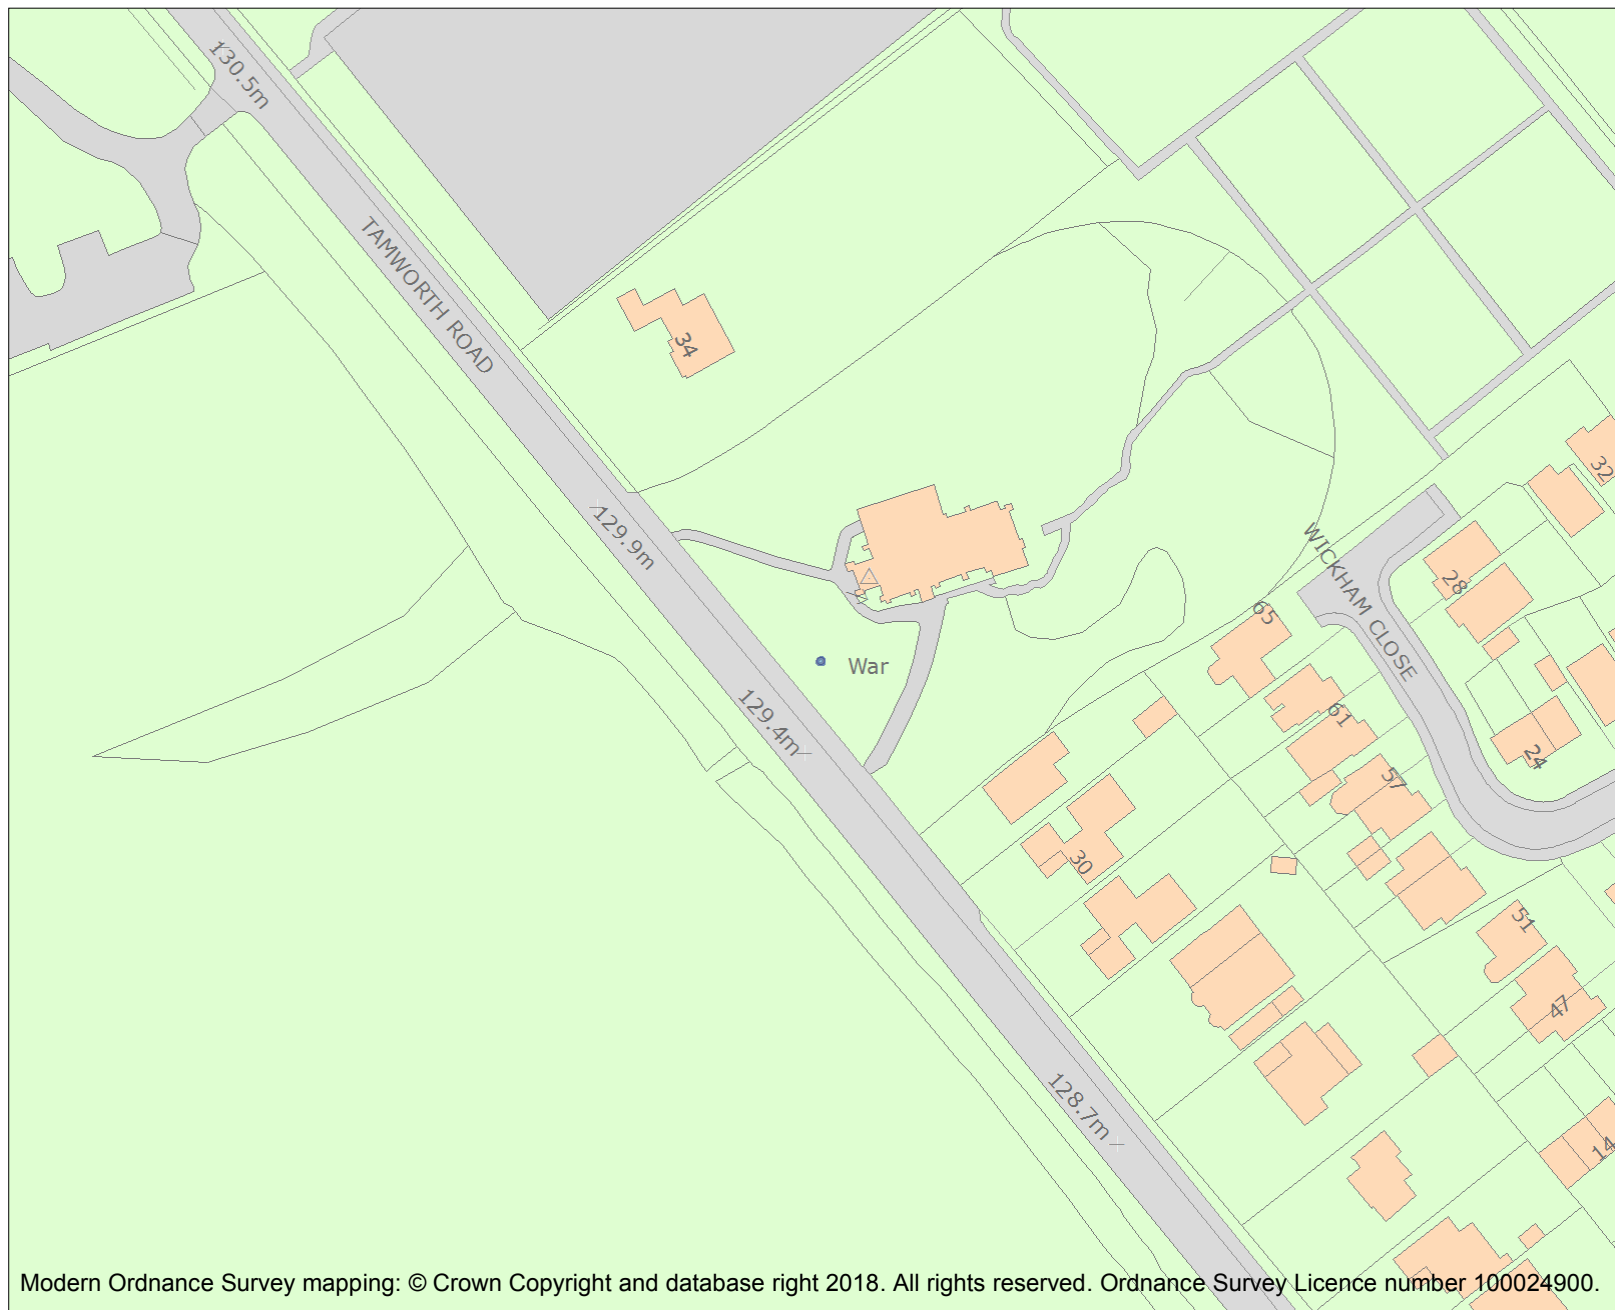 130.5m
TAMWORTH ROAD
34
129.9m
32
WICKHAM CLOSE
28
65
War
129.4m
61
24
57
30
51
47
128.7m
14
Modern Ordnance Survey mapping: © Crown Copyright and database right 2018. All rights reserved. Ordnance Survey Licence number 100024900.